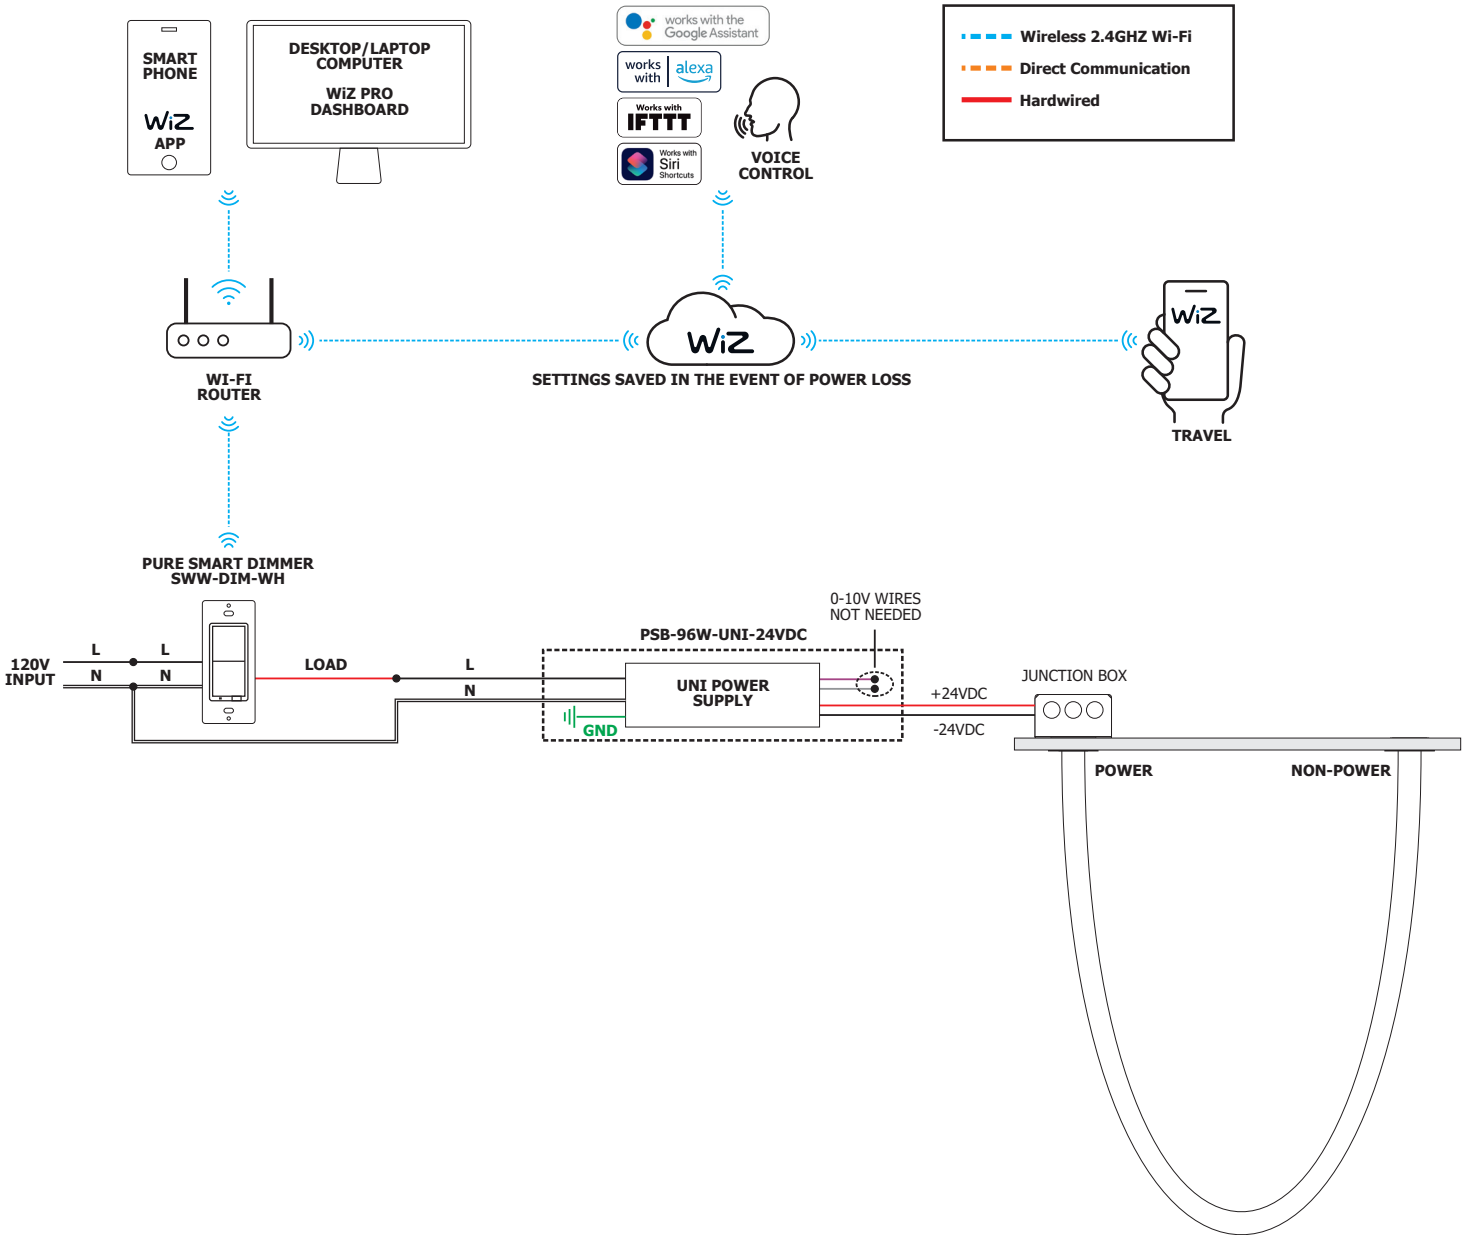 SMART
PHONE
WiZ
APP
DESKTOP/LAPTOP
COMPUTER
WiZ PRO
DASHBOARD
works with the
Google Assistant
works
with
alexa
Works with
IFTTT
Works with
Siri
Shortcuts
VOICE
CONTROL
Wireless 2.4GHZ Wi-Fi
Direct Communication
Hardwired
WI-FI
ROUTER
WiZ
SETTINGS SAVED IN THE EVENT OF POWER LOSS
WiZ
TRAVEL
PURE SMART DIMMER
SWW-DIM-WH
120V
INPUT
L
L
N
N
LOAD
L
N
PSB-96W-UNI-24VDC
UNI POWER
SUPPLY
GND
0-10V WIRES
NOT NEEDED
+24VDC
-24VDC
JUNCTION BOX
POWER
NON-POWER